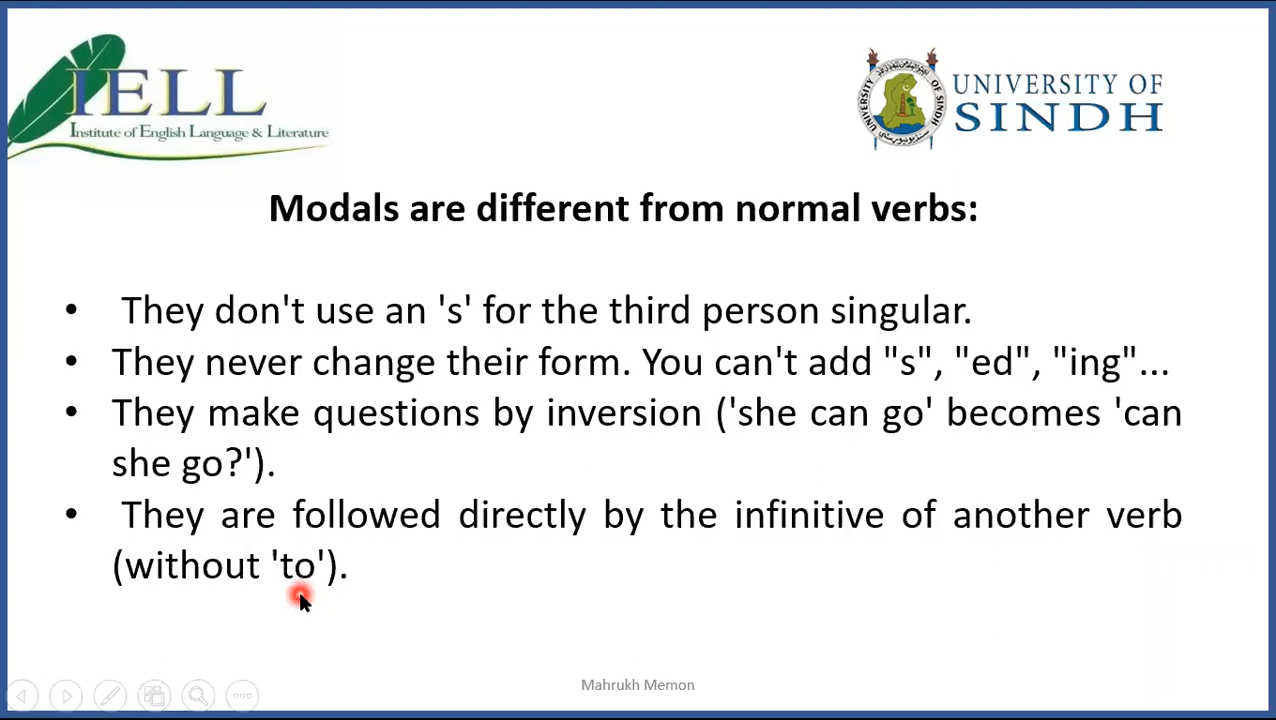 IELL
Institute of English Language & Literature
UNIVERSITY OF
SINDH
Modals are different from normal verbs:
• They don't use an 's' for the third person singular.
• They never change their form. You can't add "s", "ed", "ing"...
• They make questions by inversion ('she can go' becomes 'can
she go?').
• They are followed directly by the infinitive of another verb
(without 'to').
Mahrukh Memon